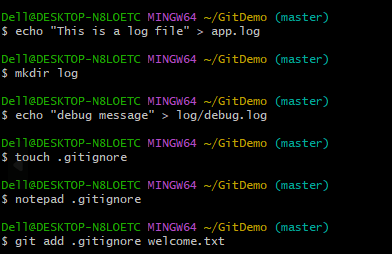 Dell@DESKTOP-N8LOETC MINGW64 ~/GitDemo (master)
$ echo "This is a log file" > app.log
Dell@DESKTOP-N8LOETC MINGW64 ~/GitDemo (master)
$ mkdir log
Dell@DESKTOP-N8LOETC MINGW64 ~/GitDemo (master)
$ echo "debug message" > log/debug.log
Dell@DESKTOP-N8LOETC MINGW64 ~/GitDemo (master)
$ touch .gitignore
Dell@DESKTOP-N8LOETC MINGW64 ~/GitDemo (master)
$ notepad .gitignore
Dell@DESKTOP-N8LOETC MINGW64 ~/GitDemo (master)
$ git add .gitignore welcome.txt